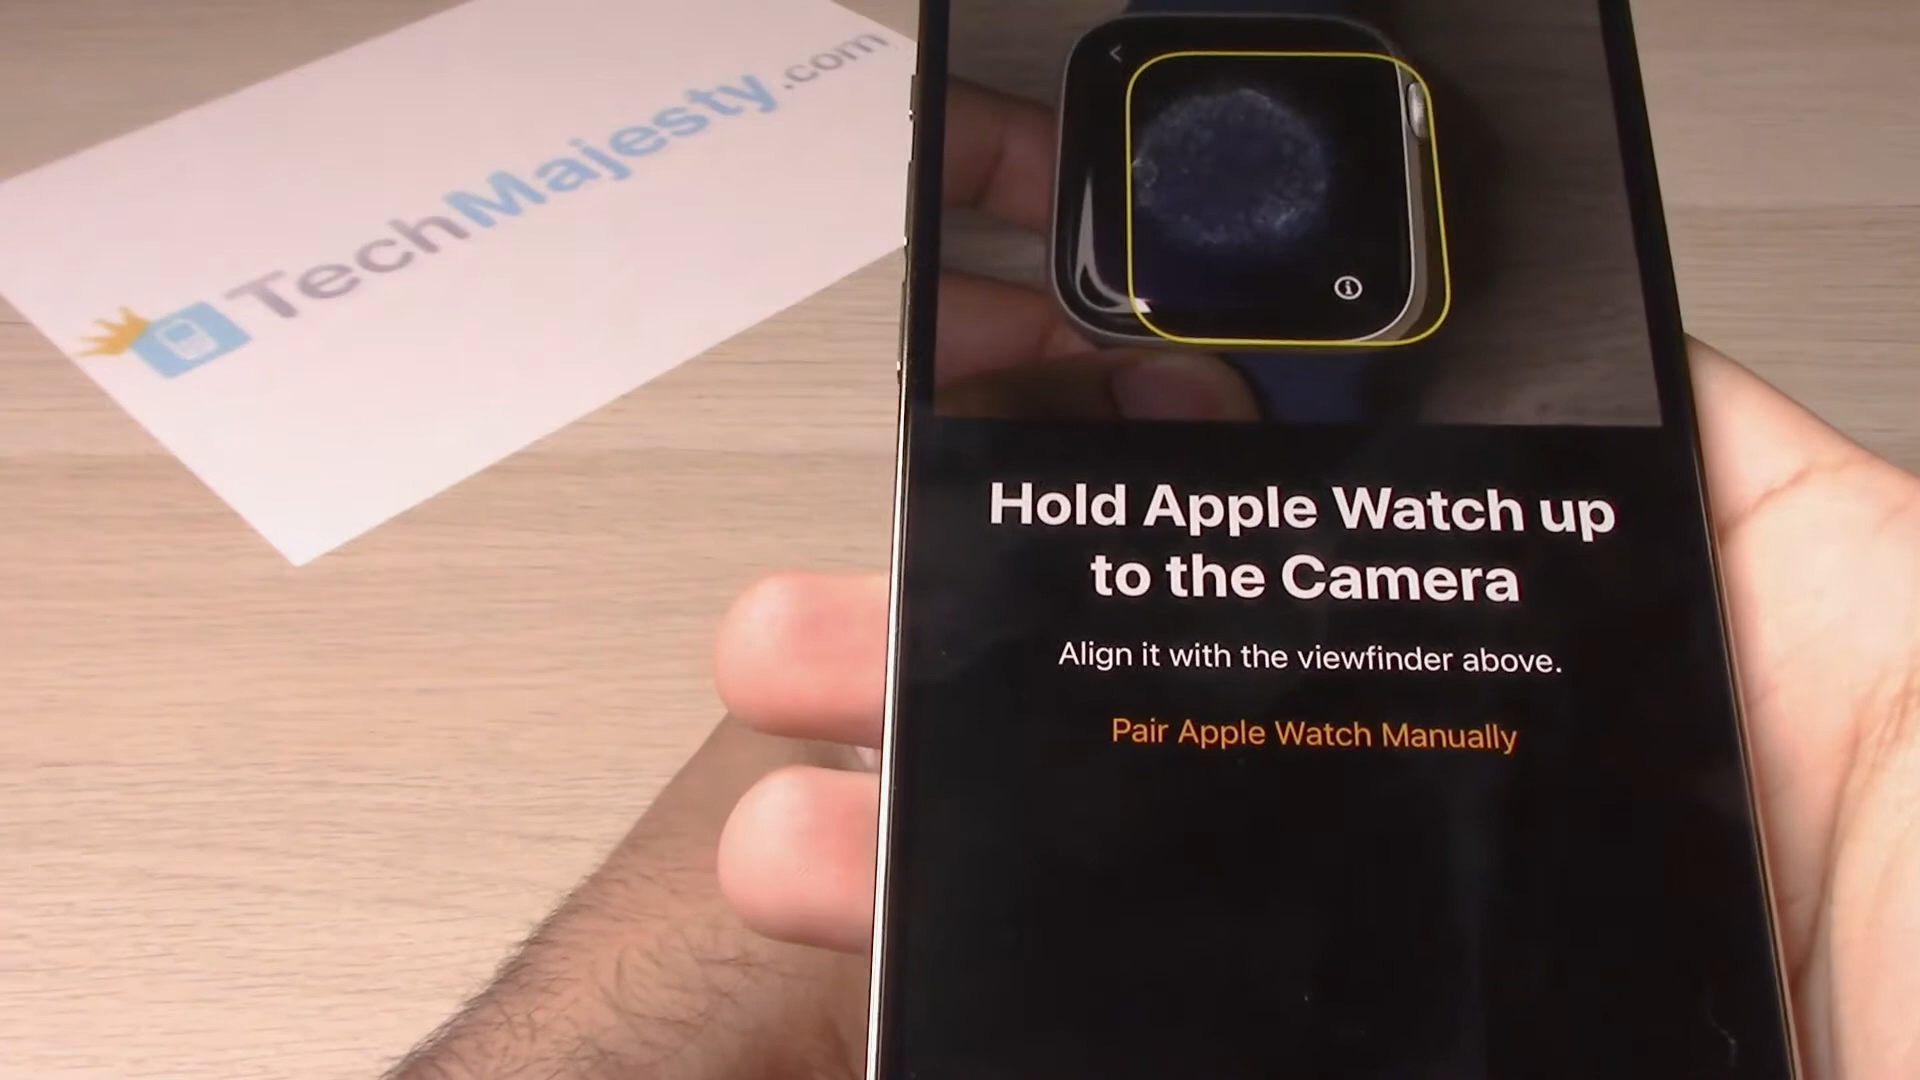 TechMajesty.com
Hold Apple Watch up
to the Camera
Align it with the viewfinder above.
Pair Apple Watch Manually